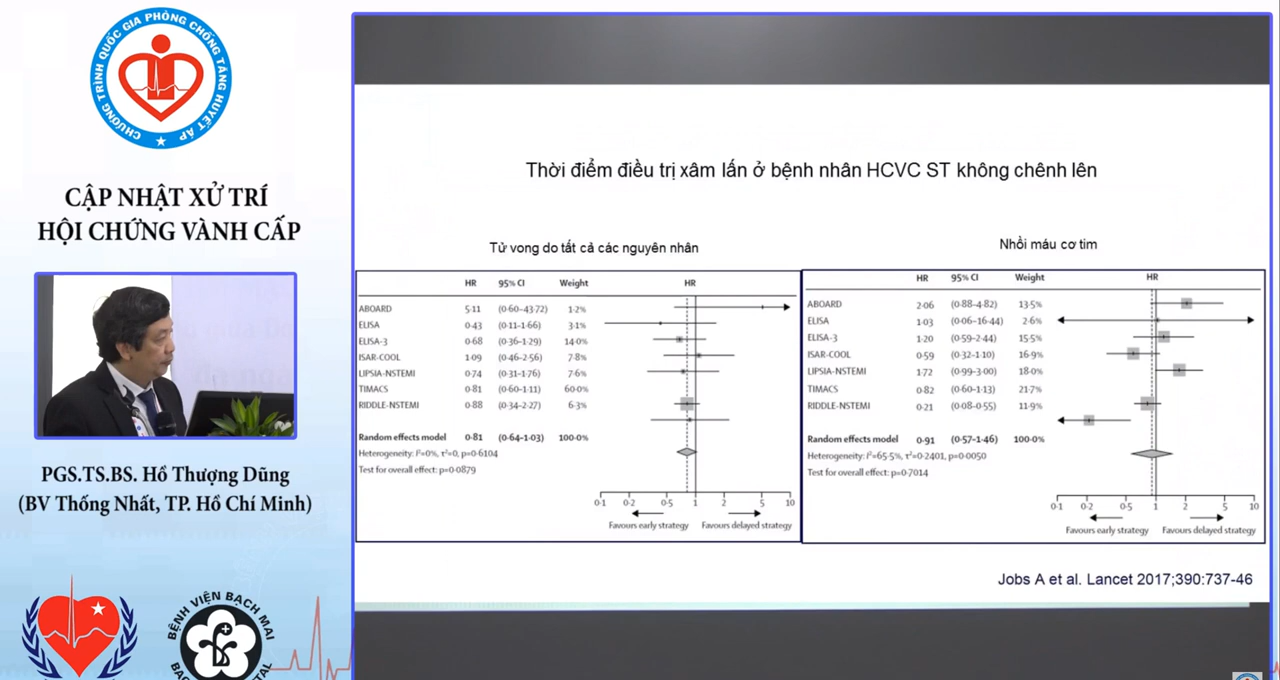 CHƯƠNG TRÌNH QUỐC GIA PHÒNG CHỐNG TĂNG HUYẾT ÁP
CẬP NHẬT XỬ TRÍ
HỘI CHỨNG VÀNH CẤP
PGS.TS.BS. Hồ Thượng Dũng
(BV Thống Nhất, TP. Hồ Chí Minh)
BỆNH VIỆN BẠCH MAI
Thời điểm điều trị xâm lấn ở bệnh nhân HCVC ST không chênh lên
Tử vong do tất cả các nguyên nhân
HR 95% CI Weight HR
ABOARD 5·11 (0·60–43·72) 1·2%
ELISA 0·43 (0·11–1·66) 3·1%
ELISA-3 0·68 (0·36–1·29) 14·0%
ISAR-COOL 1·09 (0·46–2·56) 7·8%
LIPSIA-NSTEMI 0·74 (0·31–1·76) 7·6%
TIMACS 0·81 (0·60–1·11) 60·0%
RIDDLE-NSTEMI 0·88 (0·34–2·27) 6·3%
Random effects model 0·81 (0·64–1·03) 100·0%
Heterogeneity: I²=0%, τ²=0, p=0·6104
Test for overall effect: p=0·0879
0·1 0·2 0·5 1 2 5 10
Favours early strategy Favours delayed strategy
Nhồi máu cơ tim
HR 95% CI Weight HR
ABOARD 2·06 (0·88–4·82) 13·5%
ELISA 1·03 (0·06–16·44) 2·6%
ELISA-3 1·20 (0·59–2·44) 15·5%
ISAR-COOL 0·59 (0·32–1·10) 16·9%
LIPSIA-NSTEMI 1·72 (0·99–3·00) 18·0%
TIMACS 0·82 (0·60–1·13) 21·7%
RIDDLE-NSTEMI 0·21 (0·08–0·55) 11·9%
Random effects model 0·91 (0·57–1·46) 100·0%
Heterogeneity: I²=65·5%, τ²=0·2401, p=0·0050
Test for overall effect: p=0·7014
0·1 0·2 0·5 1 2 5 10
Favours early strategy Favours delayed strategy
Jobs A et al. Lancet 2017;390:737-46